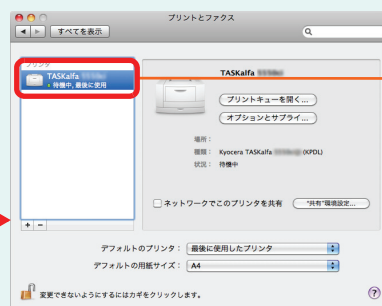 プリントとファクス
すべてを表示
プリンタ
TASKalfa
待機中, 最後に使用
TASKalfa
プリントキューを開く...
オプションとサプライ...
場所：
種類： Kyocera TASKalfa (KPDL)
状況： 待機中
ネットワークでこのプリンタを共有
"共有"環境設定...
+ −
デフォルトのプリンタ： 最後に使用したプリンタ
デフォルトの用紙サイズ： A4
変更できないようにするにはカギをクリックします。
?